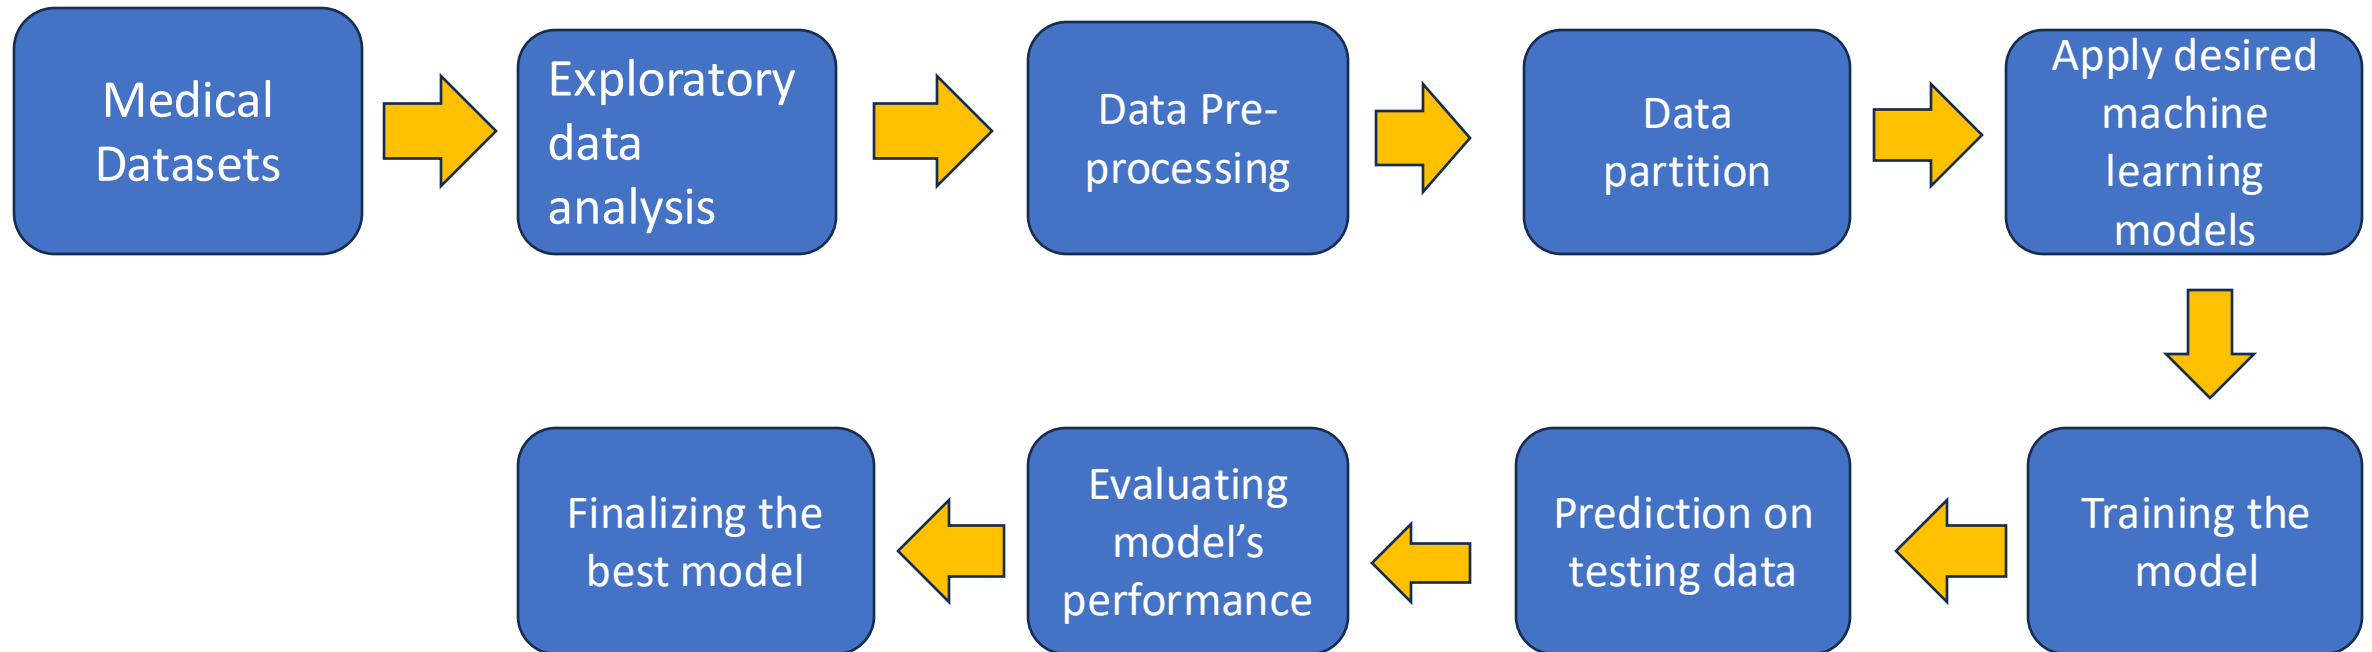 Medical
Datasets
Exploratory
data
analysis
Data Pre-
processing
Data
partition
Apply desired
machine
learning
models
Training the
model
Prediction on
testing data
Evaluating
model’s
performance
Finalizing the
best model